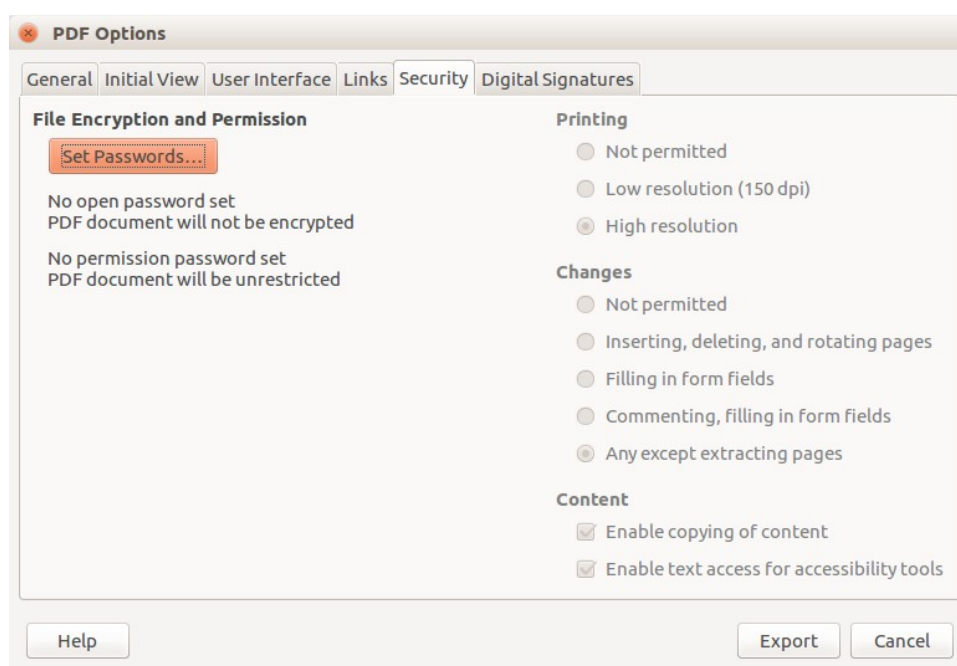 PDF Options
General Initial View User Interface Links Security Digital Signatures
File Encryption and Permission
Set Passwords...
No open password set
PDF document will not be encrypted
No permission password set
PDF document will be unrestricted
Printing
Not permitted
Low resolution (150 dpi)
High resolution
Changes
Not permitted
Inserting, deleting, and rotating pages
Filling in form fields
Commenting, filling in form fields
Any except extracting pages
Content
Enable copying of content
Enable text access for accessibility tools
Help Export Cancel